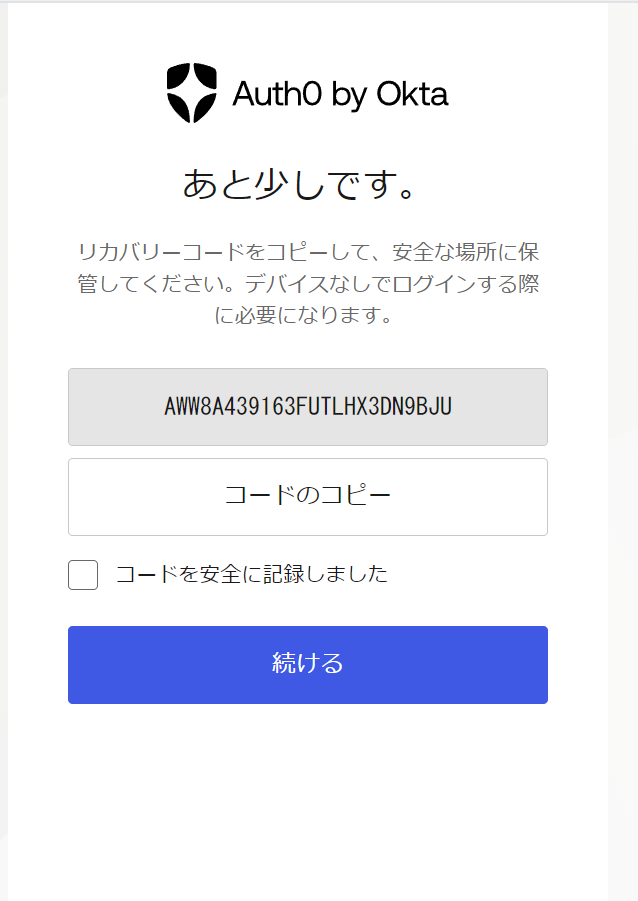 Auth0 by Okta
あと少しです。
リカバリーコードをコピーして、安全な場所に保
管してください。デバイスなしでログインする際
に必要になります。
AWW8A439163FUTLHX3DN9BJU
コードのコピー
コードを安全に記録しました
続ける